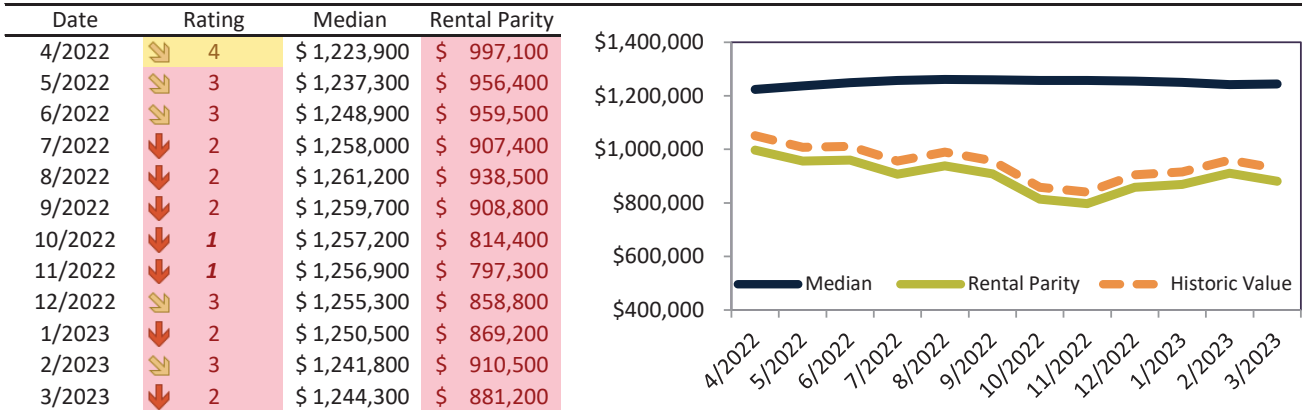 Date Rating Median Rental Parity
4/2022 4 $ 1,223,900 $ 997,100
5/2022 3 $ 1,237,300 $ 956,400
6/2022 3 $ 1,248,900 $ 959,500
7/2022 2 $ 1,258,000 $ 907,400
8/2022 2 $ 1,261,200 $ 938,500
9/2022 2 $ 1,259,700 $ 908,800
10/2022 1 $ 1,257,200 $ 814,400
11/2022 1 $ 1,256,900 $ 797,300
12/2022 3 $ 1,255,300 $ 858,800
1/2023 2 $ 1,250,500 $ 869,200
2/2023 3 $ 1,241,800 $ 910,500
3/2023 2 $ 1,244,300 $ 881,200
$1,400,000
$1,200,000
$1,000,000
$800,000
$600,000
$400,000
Median Rental Parity Historic Value
4/2022 5/2022 6/2022 7/2022 8/2022 9/2022 10/2022 11/2022 12/2022 1/2023 2/2023 3/2023